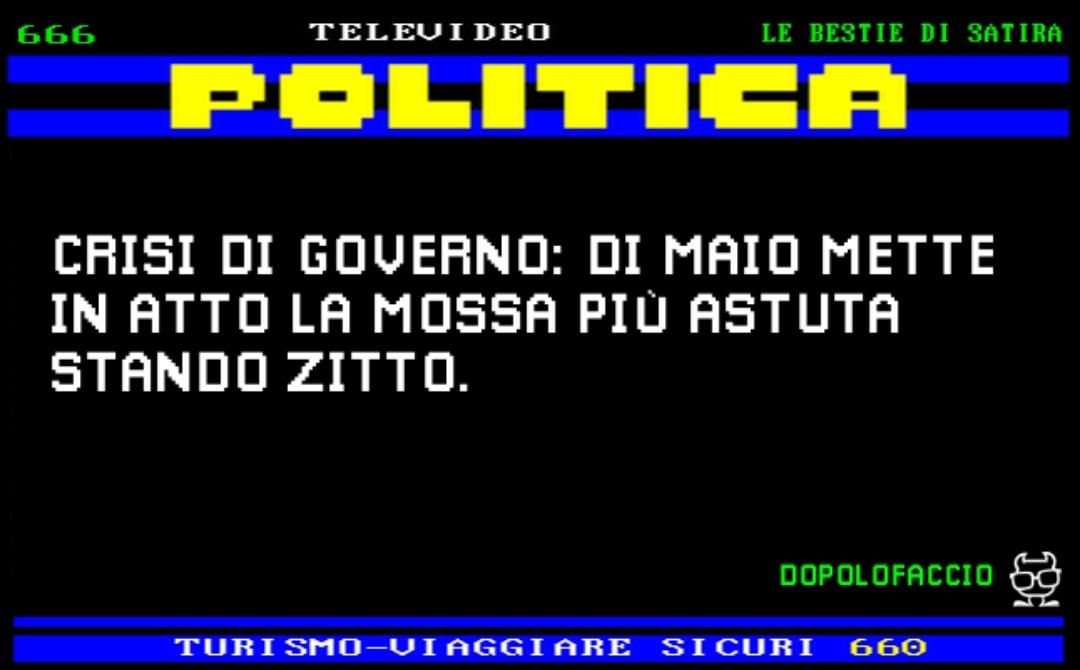 666 TELEVIDEO LE BESTIE DI SATIRA
POLITICA
CRISI DI GOVERNO: DI MAIO METTE
IN ATTO LA MOSSA PIÙ ASTUTA
STANDO ZITTO.
DOPOLOFACCIO
TURISMO-VIAGGIARE SICURI 660